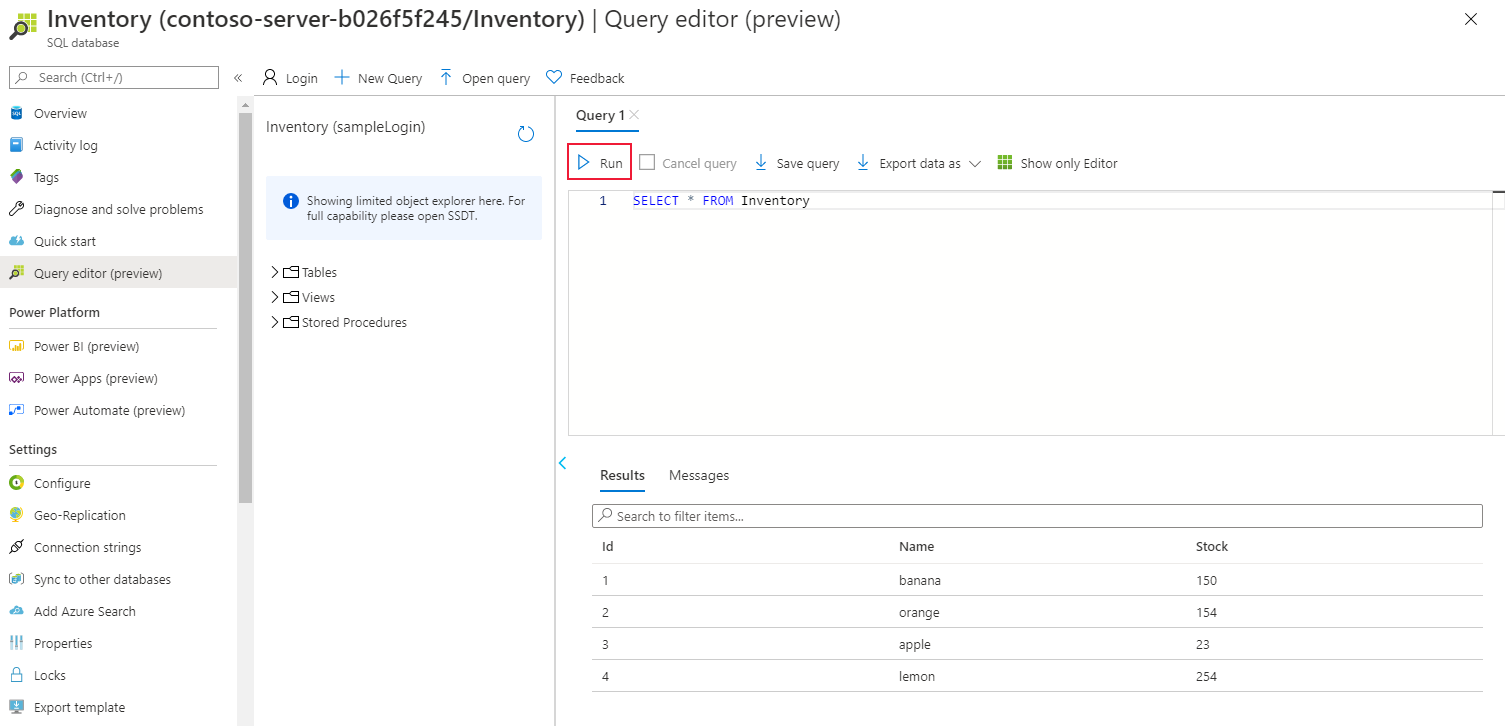 Inventory (contoso-server-b026f5f245/Inventory) | Query editor (preview)
SQL database
Search (Ctrl+/)
«
Overview
Activity log
Tags
Diagnose and solve problems
Quick start
Query editor (preview)
Power Platform
Power BI (preview)
Power Apps (preview)
Power Automate (preview)
Settings
Configure
Geo-Replication
Connection strings
Sync to other databases
Add Azure Search
Properties
Locks
Export template
Login
New Query
Open query
Feedback
Inventory (sampleLogin)
Showing limited object explorer here. For
full capability please open SSDT.
Tables
Views
Stored Procedures
Query 1
Run Cancel query Save query Export data as Show only Editor
1 SELECT * FROM Inventory
Results Messages
Search to filter items...
Id Name Stock
1 banana 150
2 orange 154
3 apple 23
4 lemon 254